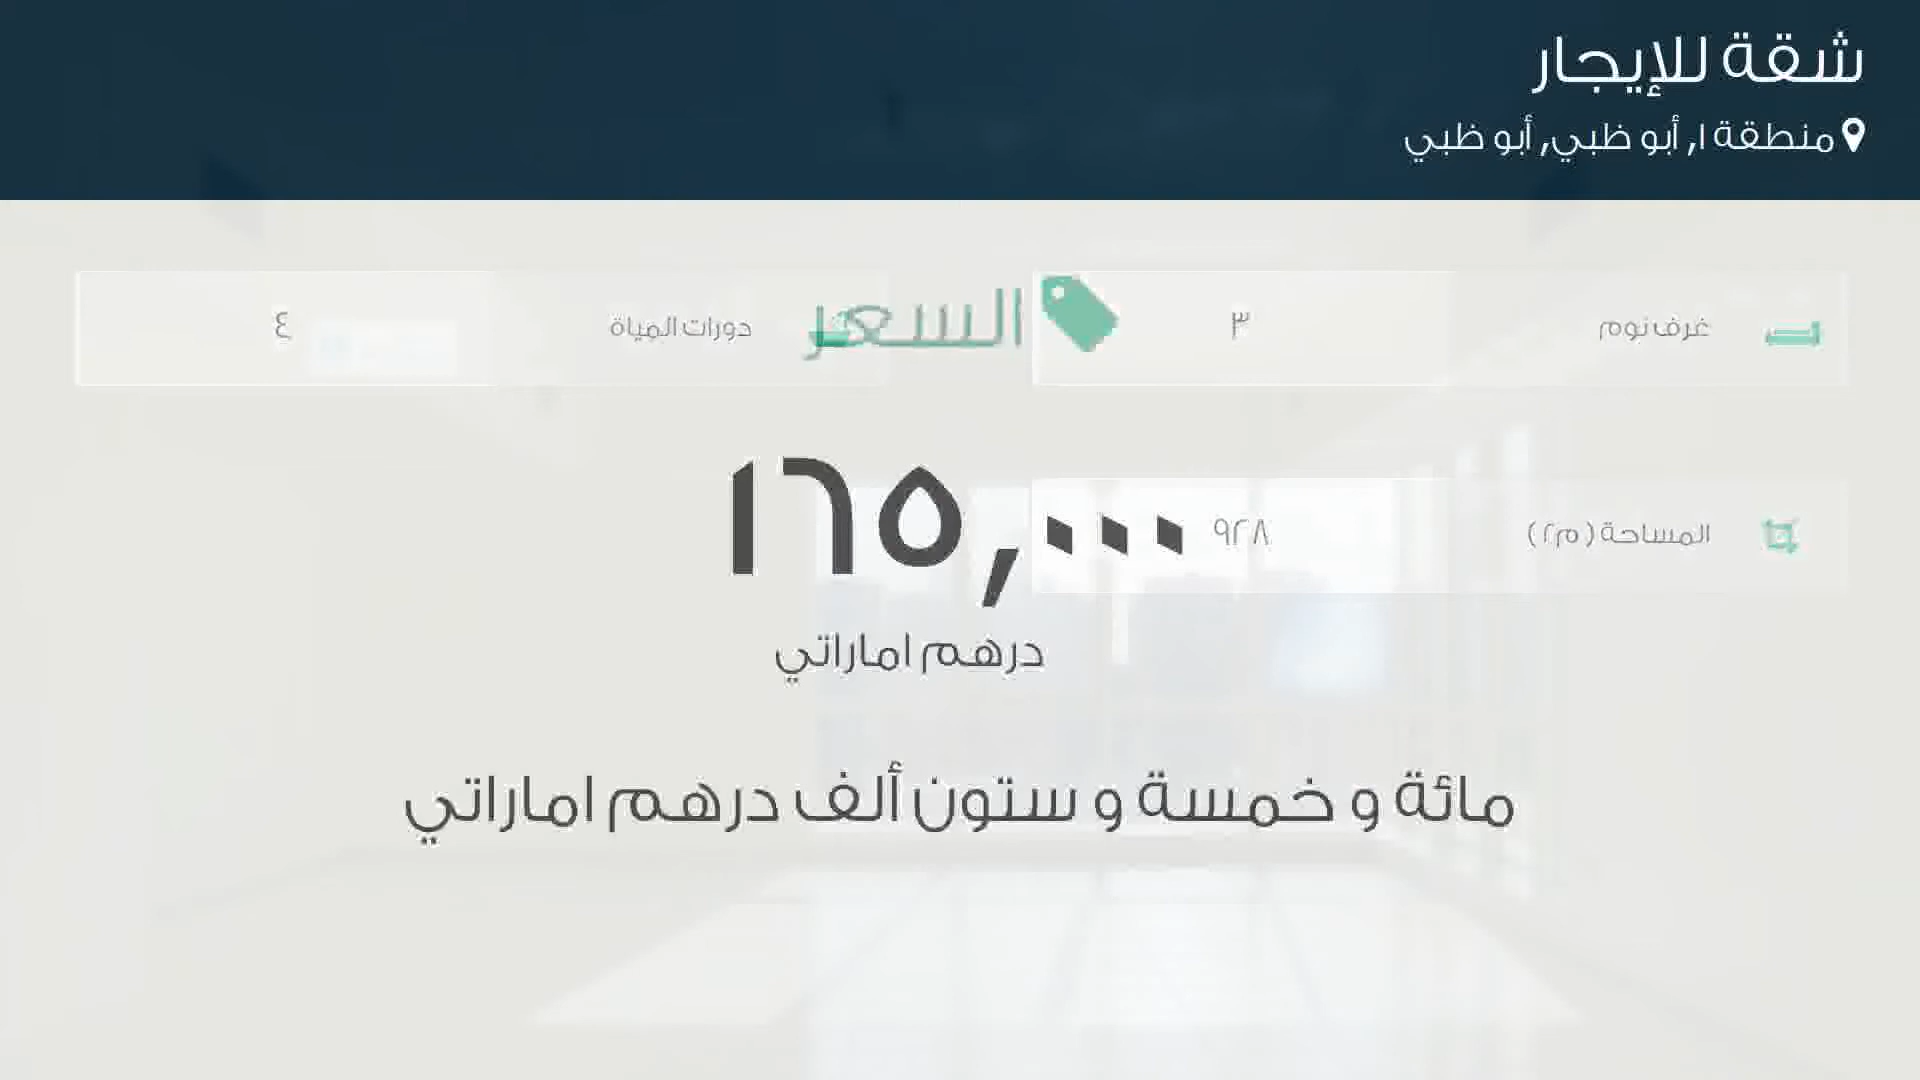 شقة للإيجار
منطقة ١, أبو ظبي, أبو ظبي
غرف نوم
٣
السعر
دورات المياة
٤
١٦٥,٠٠٠
المساحة (م٢)
٩٢٨
درهم اماراتي
مائة و خمسة و ستون ألف درهم اماراتي